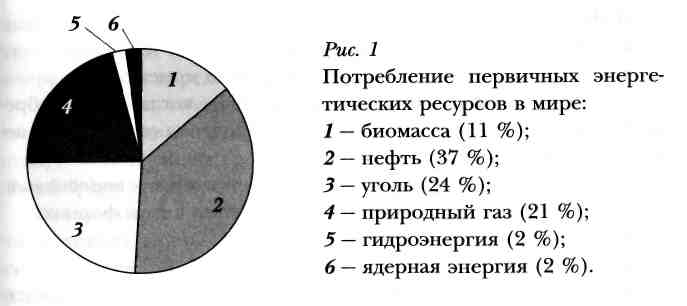 5 6
1
4
2
3
Рис. 1
Потребление первичных энерге-
тических ресурсов в мире:
1 – биомасса (11 %);
2 – нефть (37 %);
3 – уголь (24 %);
4 – природный газ (21 %);
5 – гидроэнергия (2 %);
6 – ядерная энергия (2 %).